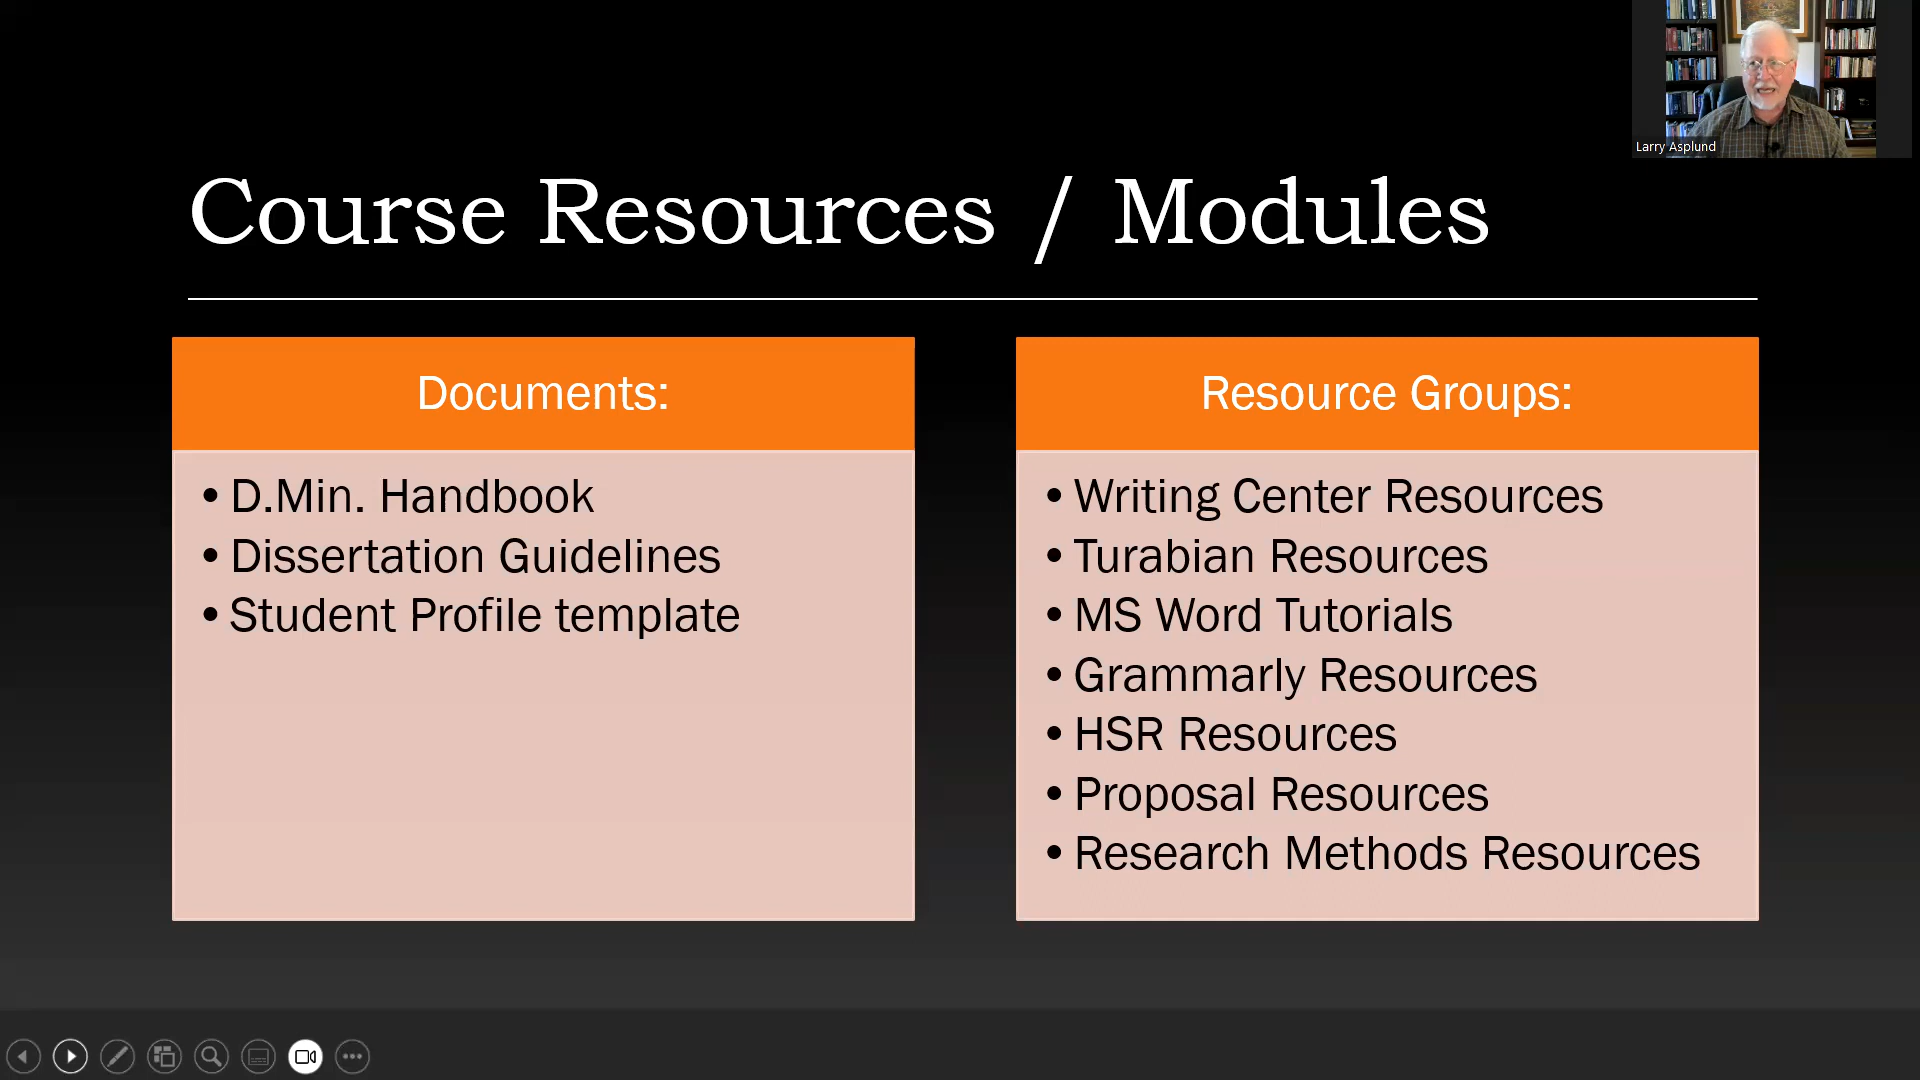 Larry Asplund
Course Resources / Modules
Documents:
• D.Min. Handbook
• Dissertation Guidelines
• Student Profile template
Resource Groups:
• Writing Center Resources
• Turabian Resources
• MS Word Tutorials
• Grammarly Resources
• HSR Resources
• Proposal Resources
• Research Methods Resources